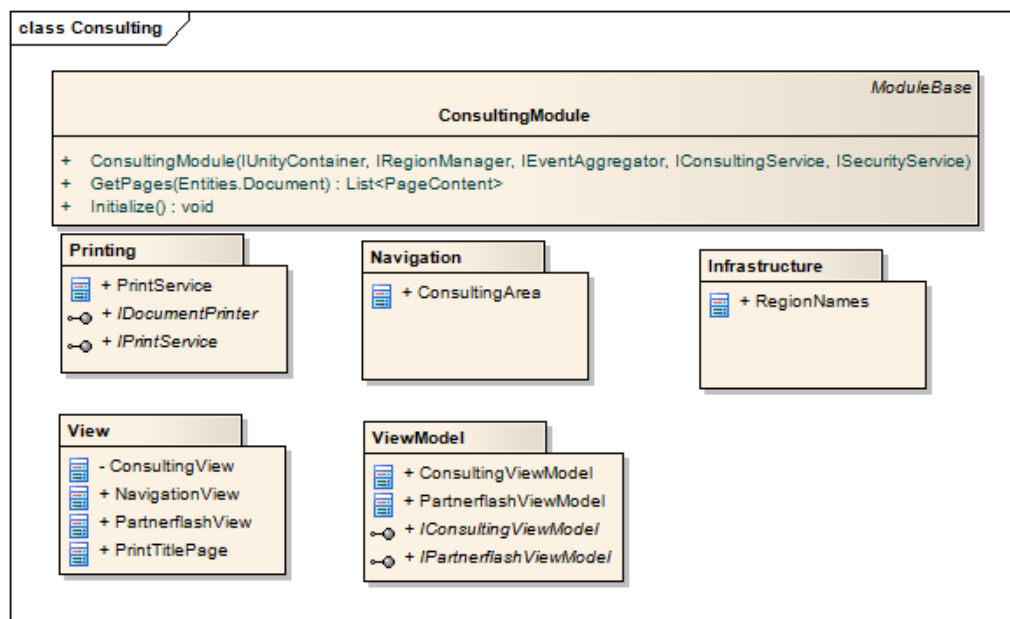 class Consulting
ModuleBase
ConsultingModule
+ ConsultingModule(IUnityContainer, IRegionManager, IEventAggregator, IConsultingService, ISecurityService)
+ GetPages(Entities.Document) : List<PageContent>
+ Initialize() : void
Printing
+ PrintService
+ IDocumentPrinter
+ IPrintService
Navigation
+ ConsultingArea
Infrastructure
+ RegionNames
View
- ConsultingView
+ NavigationView
+ PartnerflashView
+ PrintTitlePage
ViewModel
+ ConsultingViewModel
+ PartnerflashViewModel
+ IConsultingViewModel
+ IPartnerflashViewModel